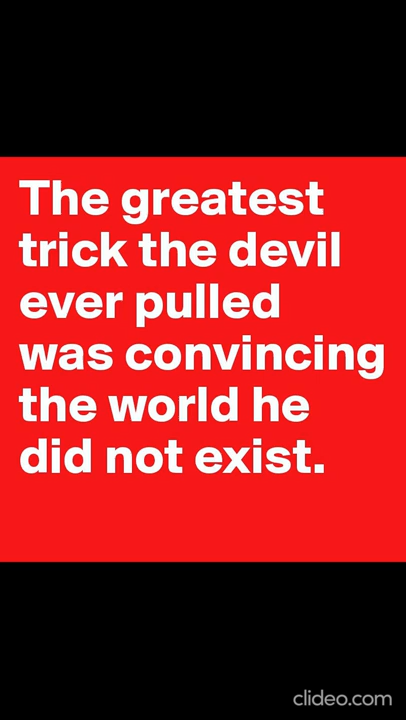 The greatest
trick the devil
ever pulled
was convincing
the world he
did not exist.
clideo.com